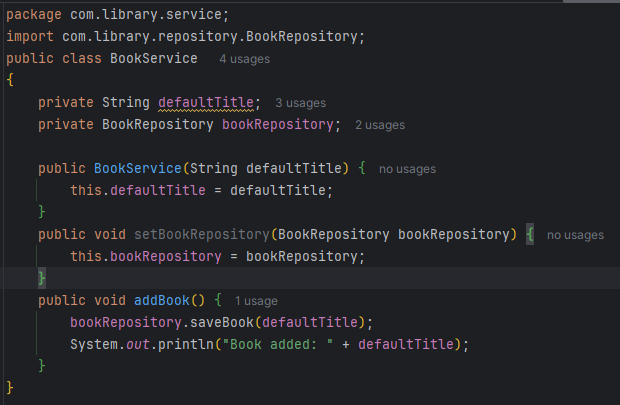 package com.library.service;
import com.library.repository.BookRepository;
public class BookService 4 usages
{
private String defaultTitle; 3 usages
private BookRepository bookRepository; 2 usages
public BookService(String defaultTitle) { no usages
this.defaultTitle = defaultTitle;
}
public void setBookRepository(BookRepository bookRepository) { no usages
this.bookRepository = bookRepository;
}
public void addBook() { 1 usage
bookRepository.saveBook(defaultTitle);
System.out.println("Book added: " + defaultTitle);
}
}